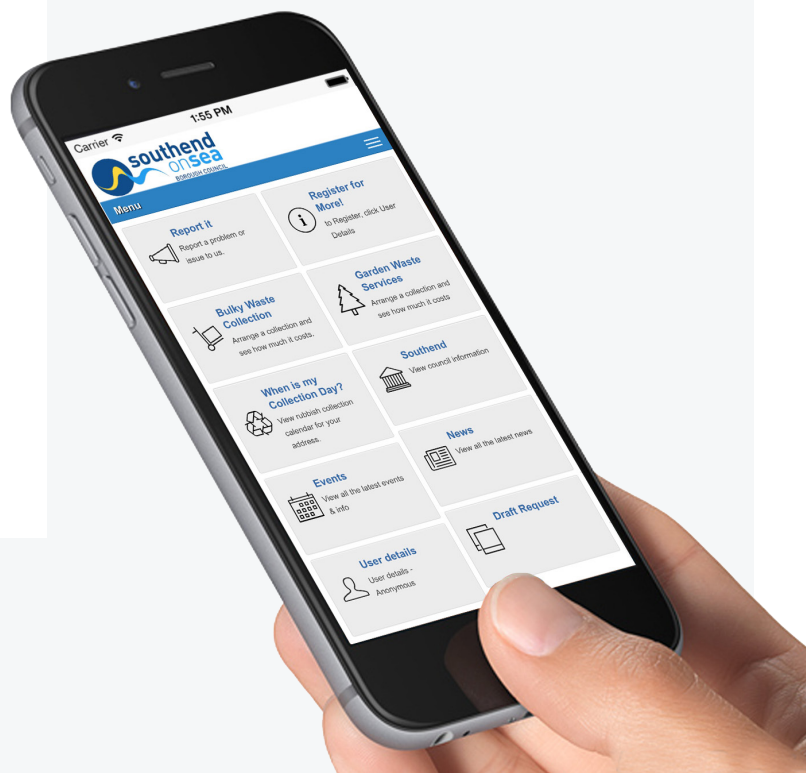 Carrier
1:55 PM
southend
onsea
BOROUGH COUNCIL
Menu
Report it
Report a problem or
issue to us.
Register for
More!
to Register, click User
Details
Bulky Waste
Collection
Arrange a collection and
see how much it costs.
Garden Waste
Services
Arrange a collection and
see how much it costs
When is my
Collection Day?
View rubbish collection
calendar for your
address.
Southend
View council information
Events
View all the latest events
& info
News
View all the latest news
User details
User details -
Anonymous
Draft Request